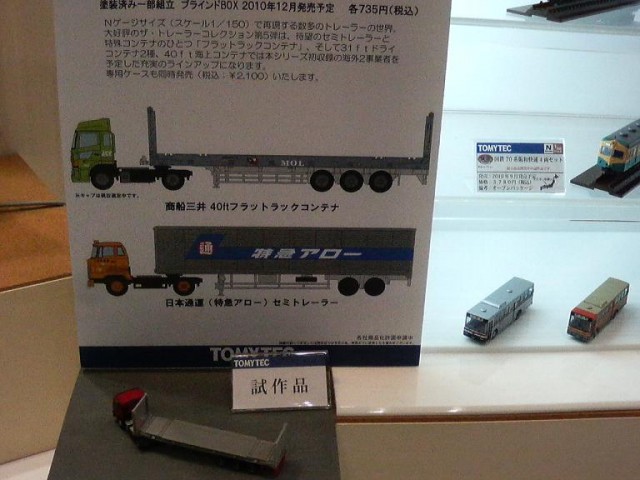 塗装済み一部組立 ブラインドBOX 2010年12月発売予定 各735円(税込)
Nゲージサイズ（スケール1/150）で再現する数多のトレーラーの世界。
大好評のザ・トレーラーコレクション第5弾は、待望のセミトレーラーと
特殊コンテナのひとつ「フラットラックコンテナ」、そして31ftドライ
コンテナ2種、40ft海上コンテナでは本シリーズ初収録の海外2事業者を
予定した充実のラインアップになります。
専用ケースも同時発売（税込：¥2,100）いたします。
MOL
商船三井 40ftフラットラックコンテナ
通 特急アロー
日本通運（特急アロー）セミトレーラー
TOMYTEC
TOMYTEC
試作品
TOMYTEC
N